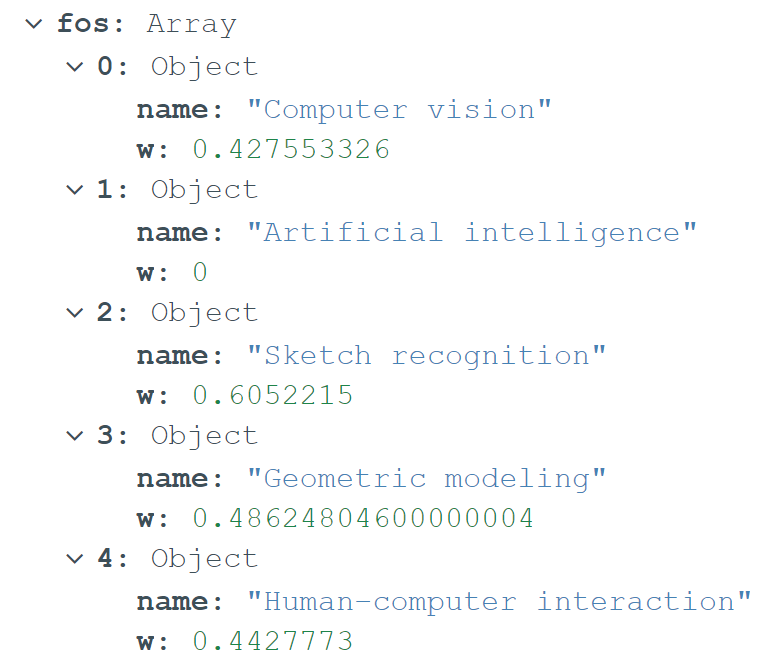 fos: Array
0: Object
name: "Computer vision"
w: 0.427553326
1: Object
name: "Artificial intelligence"
w: 0
2: Object
name: "Sketch recognition"
w: 0.6052215
3: Object
name: "Geometric modeling"
w: 0.48624804600000004
4: Object
name: "Human-computer interaction"
w: 0.4427773